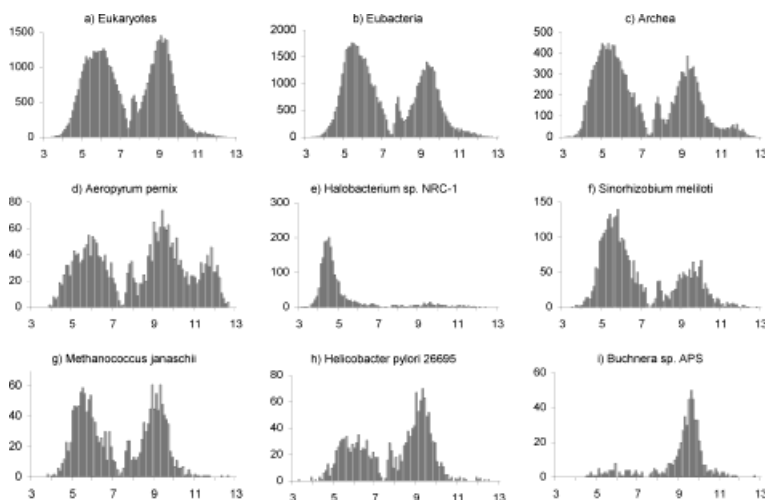 a) Eukaryotes
b) Eubacteria
c) Archea
1500
1000
500
0
3 5 7 9 11 13
2000
1500
1000
500
0
3 5 7 9 11 13
500
400
300
200
100
0
3 5 7 9 11 13
d) Aeropyrum pernix
e) Halobacterium sp. NRC-1
f) Sinorhizobium meliloti
80
60
40
20
0
3 5 7 9 11 13
300
200
100
0
3 5 7 9 11 13
150
100
50
0
3 5 7 9 11 13
g) Methanococcus janaschii
h) Helicobacter pylori 26695
i) Buchnera sp. APS
60
40
20
0
3 5 7 9 11 13
80
60
40
20
0
3 5 7 9 11 13
60
40
20
0
3 5 7 9 11 13